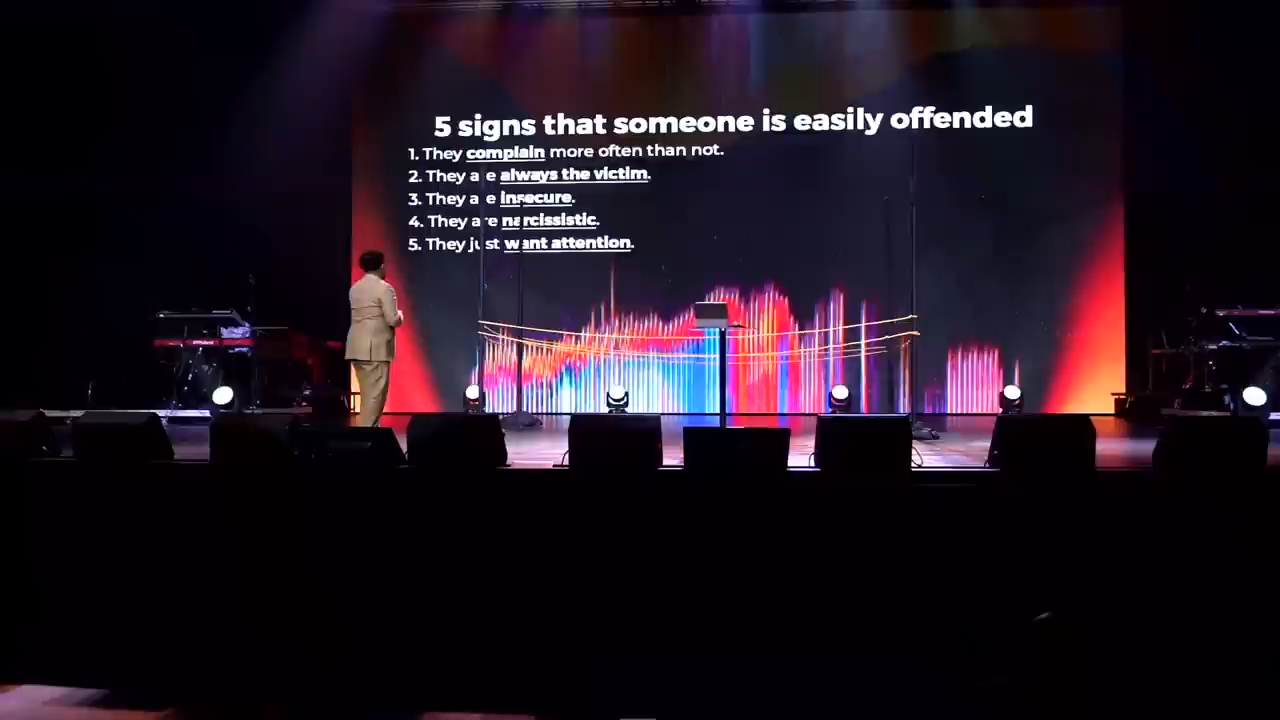 5 signs that someone is easily offended
1. They complain more often than not.
2. They are always the victim.
3. They are insecure.
4. They are narcissistic.
5. They just want attention.